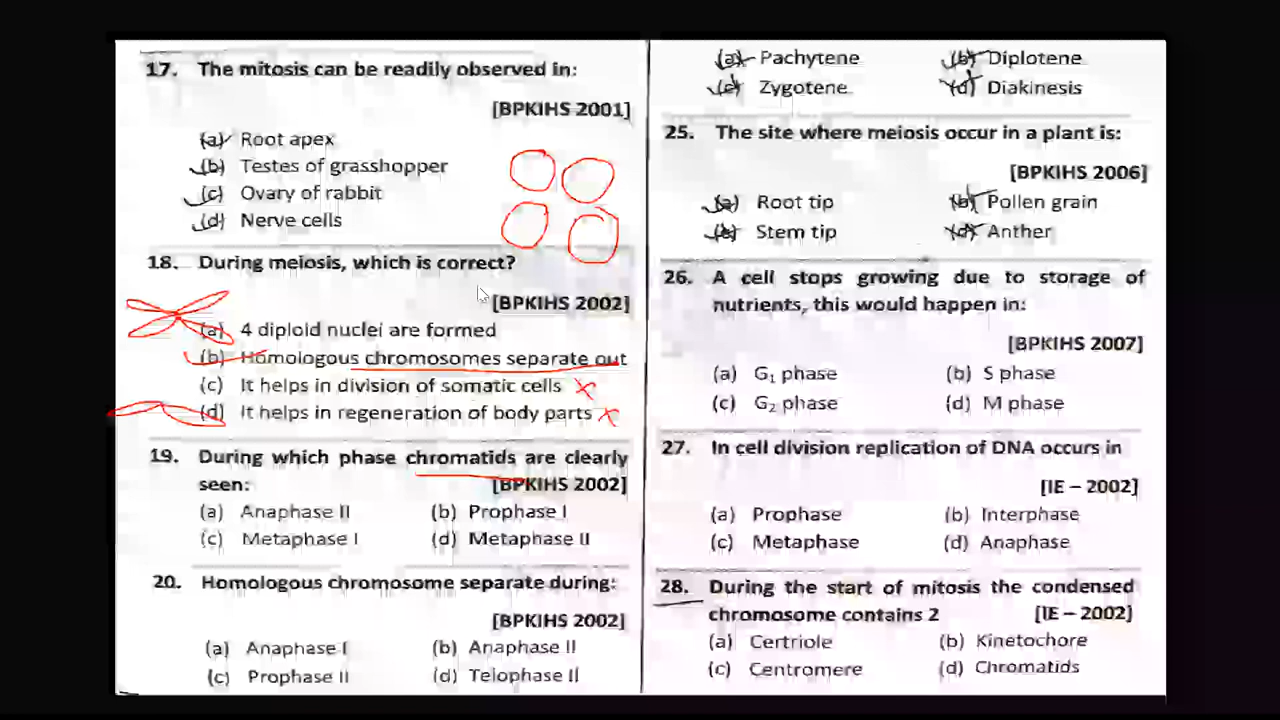 17. The mitosis can be readily observed in:
[BPKIHS 2001]
(a) Root apex
(b) Testes of grasshopper
(c) Ovary of rabbit
(d) Nerve cells
18. During meiosis, which is correct?
[BPKIHS 2002]
(a) 4 diploid nuclei are formed
(b) Homologous chromosomes separate out
(c) It helps in division of somatic cells
(d) It helps in regeneration of body parts
19. During which phase chromatids are clearly
seen: [BPKIHS 2002]
(a) Anaphase II (b) Prophase I
(c) Metaphase I (d) Metaphase II
20. Homologous chromosome separate during:
[BPKIHS 2002]
(a) Anaphase I (b) Anaphase II
(c) Prophase II (d) Telophase II
(a) Pachytene (b) Diplotene
(c) Zygotene (d) Diakinesis
25. The site where meiosis occur in a plant is:
[BPKIHS 2006]
(a) Root tip (b) Pollen grain
(c) Stem tip (d) Anther
26. A cell stops growing due to storage of
nutrients, this would happen in:
[BPKIHS 2007]
(a) G₁ phase (b) S phase
(c) G₂ phase (d) M phase
27. In cell division replication of DNA occurs in
[IE – 2002]
(a) Prophase (b) Interphase
(c) Metaphase (d) Anaphase
28. During the start of mitosis the condensed
chromosome contains 2 [IE – 2002]
(a) Certriole (b) Kinetochore
(c) Centromere (d) Chromatids